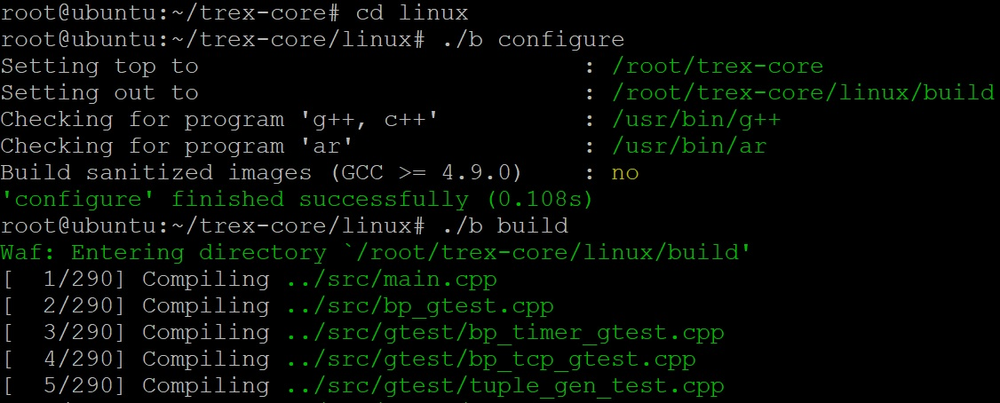 root@ubuntu:~/trex-core# cd linux
root@ubuntu:~/trex-core/linux# ./b configure
Setting top to                           : /root/trex-core
Setting out to                           : /root/trex-core/linux/build
Checking for program 'g++, c++'          : /usr/bin/g++
Checking for program 'ar'                : /usr/bin/ar
Build sanitized images (GCC >= 4.9.0)    : no
'configure' finished successfully (0.108s)
root@ubuntu:~/trex-core/linux# ./b build
Waf: Entering directory `/root/trex-core/linux/build'
[  1/290] Compiling ../src/main.cpp
[  2/290] Compiling ../src/bp_gtest.cpp
[  3/290] Compiling ../src/gtest/bp_timer_gtest.cpp
[  4/290] Compiling ../src/gtest/bp_tcp_gtest.cpp
[  5/290] Compiling ../src/gtest/tuple_gen_test.cpp